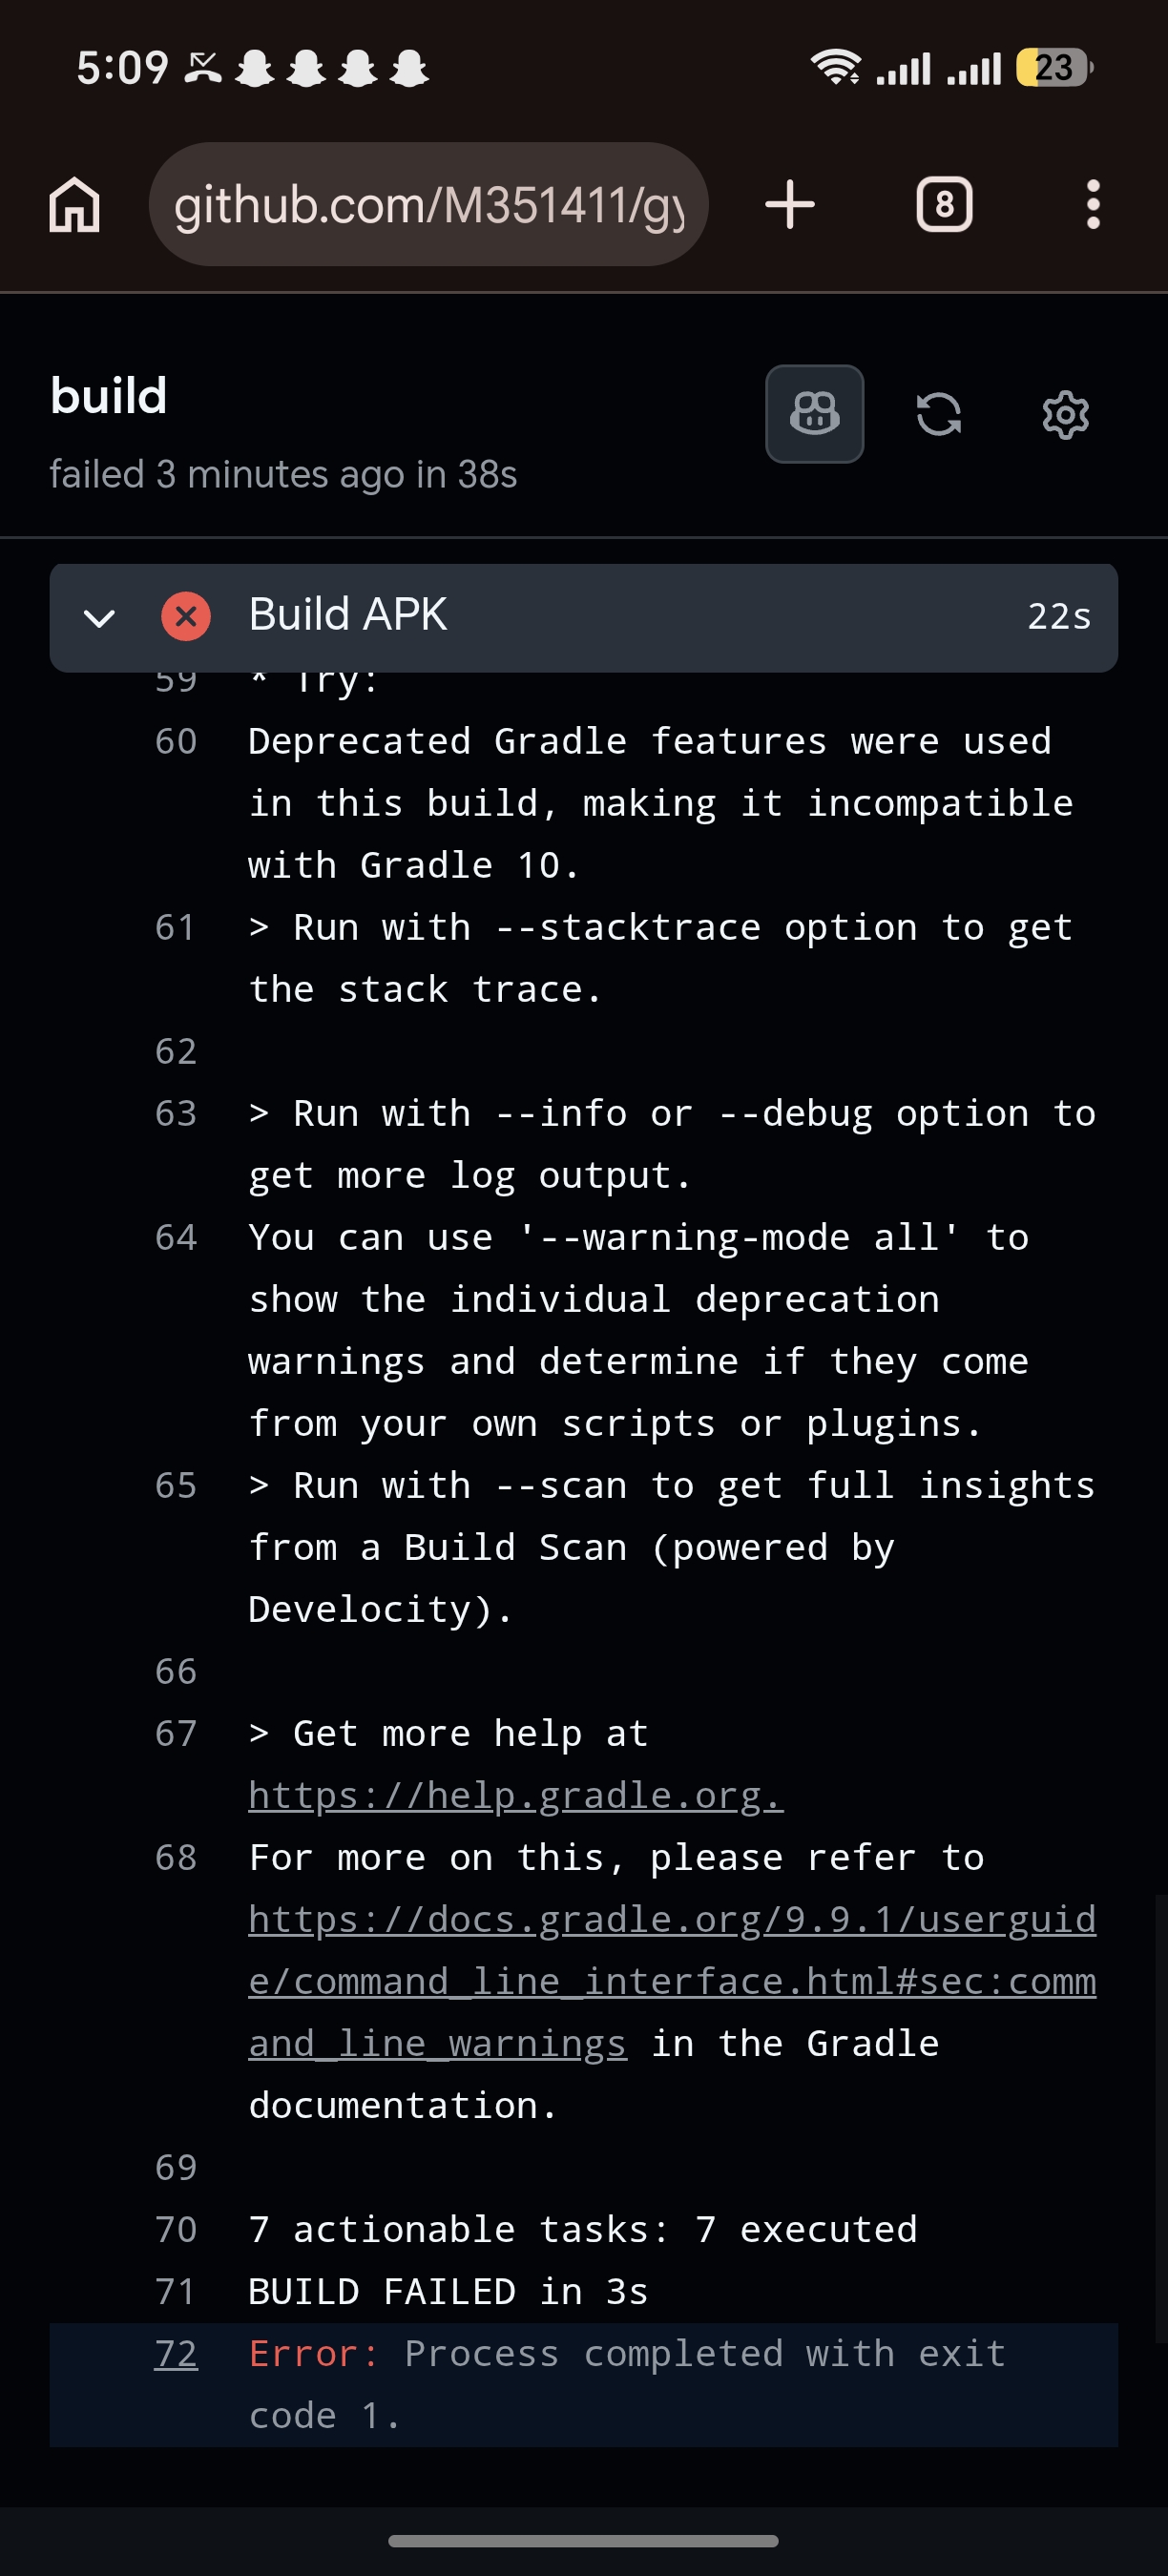 5:09
23
github.com/M351411/gy
8
build
failed 3 minutes ago in 38s
Build APK 22s
59 * Try:
60 Deprecated Gradle features were used
in this build, making it incompatible
with Gradle 10.
61 > Run with --stacktrace option to get
the stack trace.
62
63 > Run with --info or --debug option to
get more log output.
64 You can use '--warning-mode all' to
show the individual deprecation
warnings and determine if they come
from your own scripts or plugins.
65 > Run with --scan to get full insights
from a Build Scan (powered by
Develocity).
66
67 > Get more help at
https://help.gradle.org.
68 For more on this, please refer to
https://docs.gradle.org/9.9.1/userguid
e/command_line_interface.html#sec:comm
and_line_warnings in the Gradle
documentation.
69
70 7 actionable tasks: 7 executed
71 BUILD FAILED in 3s
72 Error: Process completed with exit
code 1.